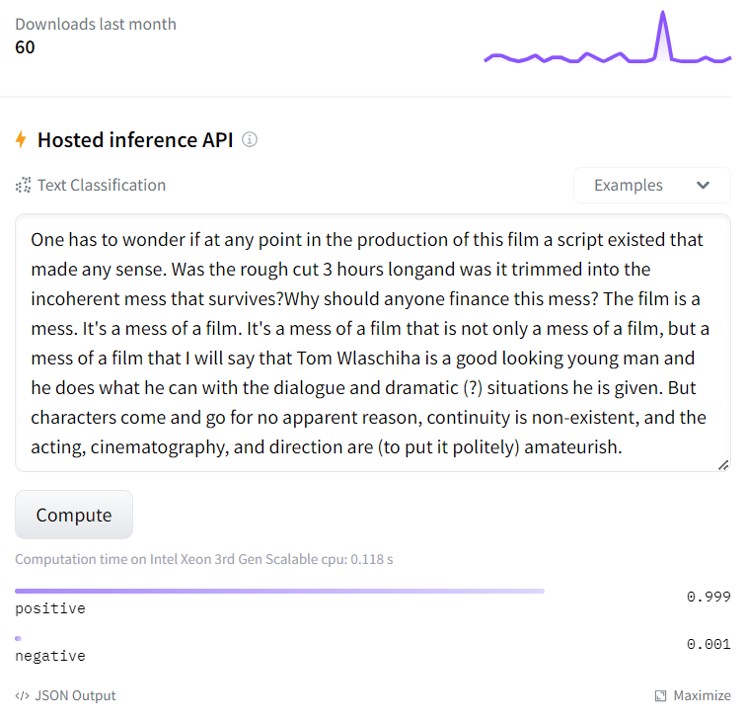 Downloads last month
60
Hosted inference API
Text Classification
Examples
One has to wonder if at any point in the production of this film a script existed that
made any sense. Was the rough cut 3 hours longand was it trimmed into the
incoherent mess that survives?Why should anyone finance this mess? The film is a
mess. It's a mess of a film. It's a mess of a film that is not only a mess of a film, but a
mess of a film that I will say that Tom Wlaschiha is a good looking young man and
he does what he can with the dialogue and dramatic (?) situations he is given. But
characters come and go for no apparent reason, continuity is non-existent, and the
acting, cinematography, and direction are (to put it politely) amateurish.
Compute
Computation time on Intel Xeon 3rd Gen Scalable cpu: 0.118 s
0.999
positive
0.001
negative
</> JSON Output
Maximize